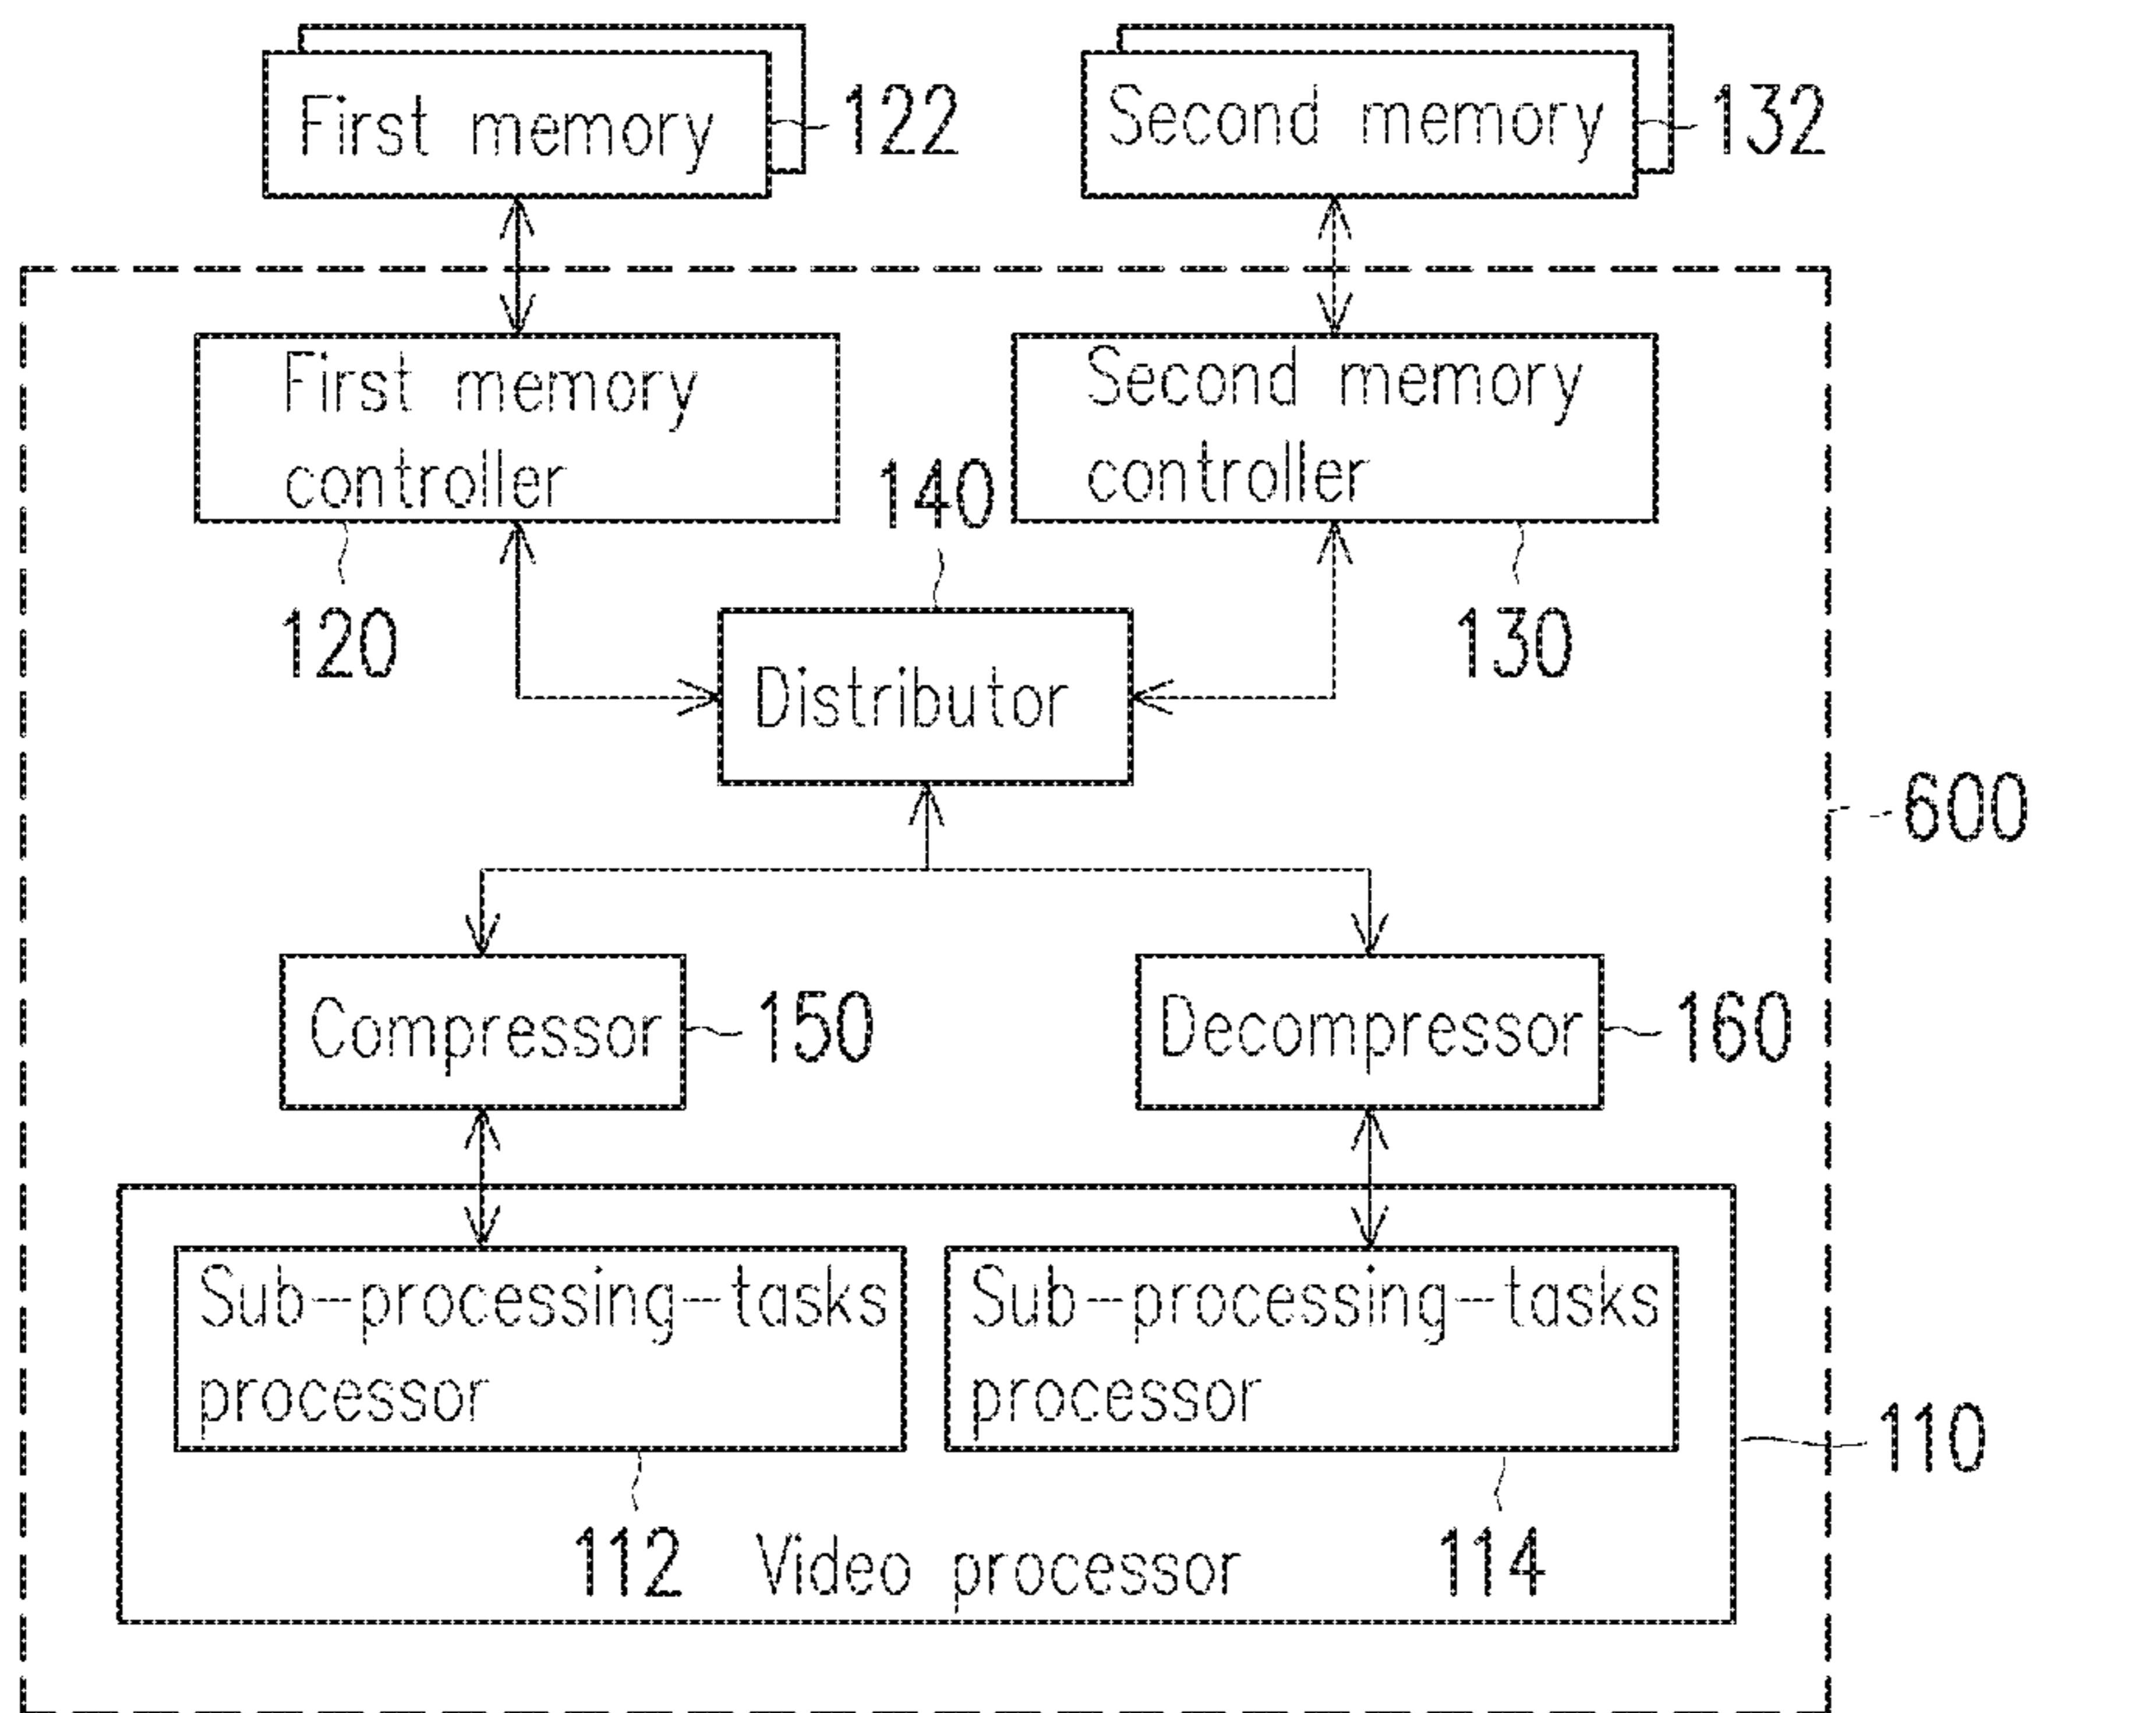 First memory
122
Second memory
132
First memory
controller
Second memory
controller
140
120
130
Distributor
600
Compressor
150
Decompressor
160
Sub-processing-tasks
processor
Sub-processing-tasks
processor
110
112
Video processor
114